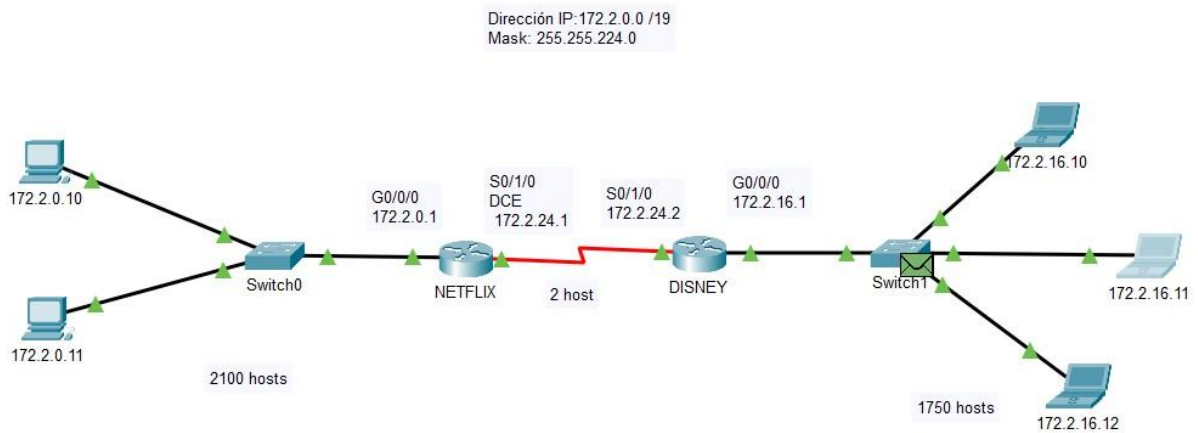 Dirección IP:172.2.0.0 /19
Mask: 255.255.224.0
172.2.0.10
172.2.0.11
Switch0
2100 hosts
G0/0/0
172.2.0.1
NETFLIX
S0/1/0
DCE
172.2.24.1
2 host
S0/1/0
172.2.24.2
DISNEY
G0/0/0
172.2.16.1
Switch1
172.2.16.10
172.2.16.11
172.2.16.12
1750 hosts